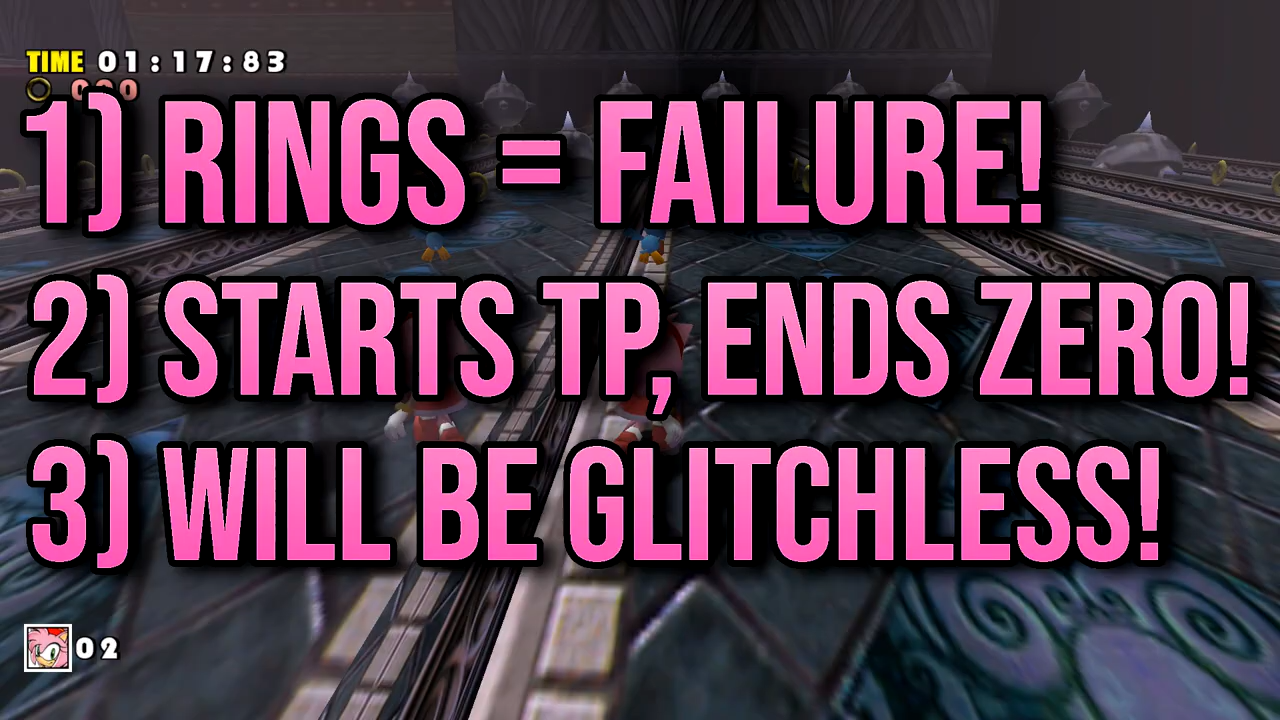 TIME 01:17:83
000
1) RINGS = FAILURE!
2) STARTS TP, ENDS ZERO!
3) WILL BE GLITCHLESS!
02